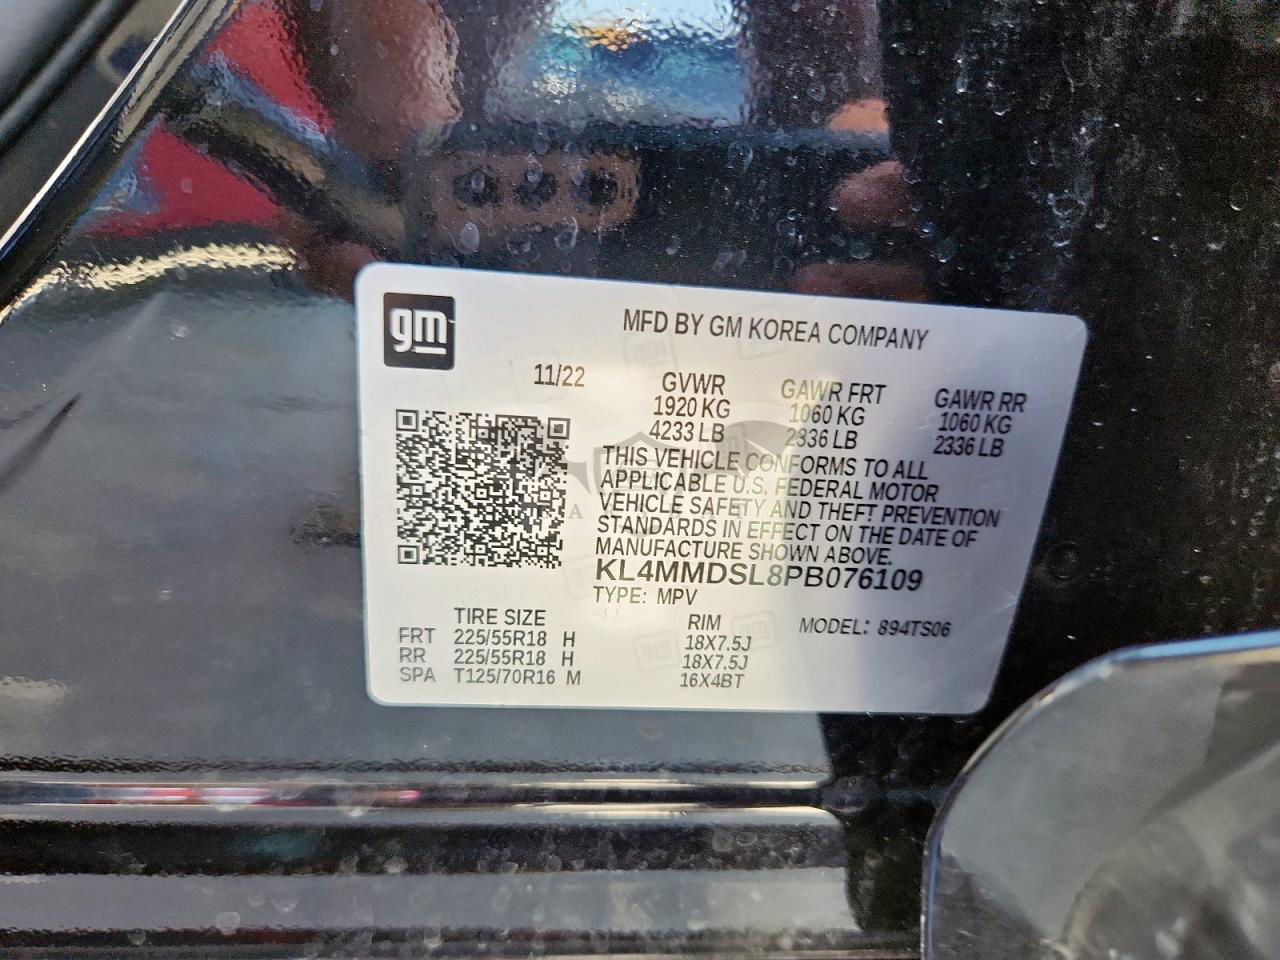 gm
MFD BY GM KOREA COMPANY
11/22 GVWR GAWR FRT GAWR RR
1920 KG 1060 KG 1060 KG
4233 LB 2336 LB 2336 LB
THIS VEHICLE CONFORMS TO ALL
APPLICABLE U.S. FEDERAL MOTOR
VEHICLE SAFETY AND THEFT PREVENTION
STANDARDS IN EFFECT ON THE DATE OF
MANUFACTURE SHOWN ABOVE.
KL4MMDSL8PB076109
TYPE: MPV
TIRE SIZE RIM MODEL: 894TS06
FRT 225/55R18 H 18X7.5J
RR 225/55R18 H 18X7.5J
SPA T125/70R16 M 16X4BT